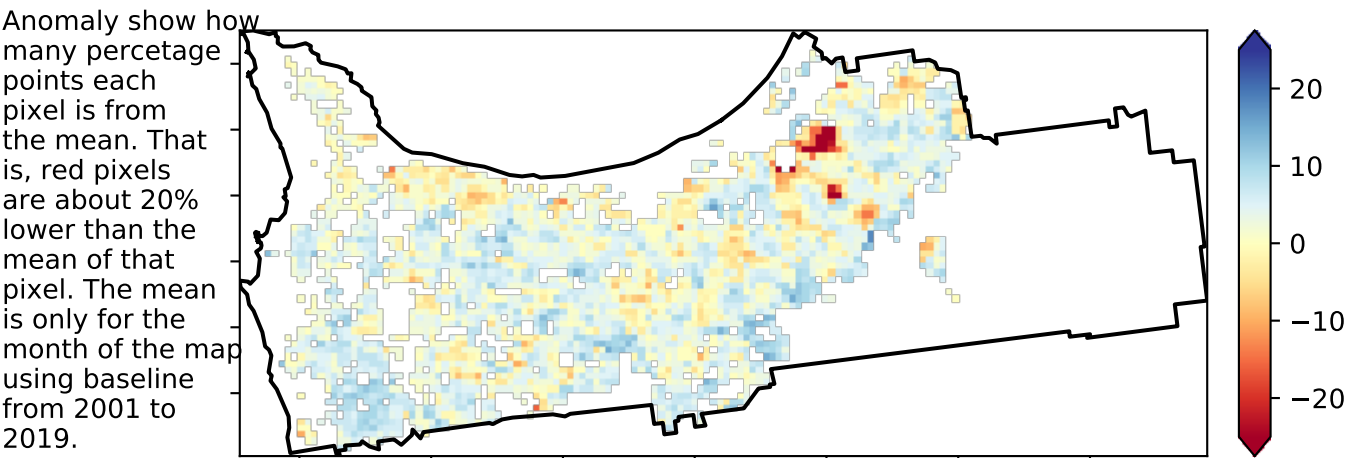 Anomaly show how
many percetage
points each
pixel is from
the mean. That
is, red pixels
are about 20%
lower than the
mean of that
pixel. The mean
is only for the
month of the map
using baseline
from 2001 to
2019.
20
10
0
−10
−20